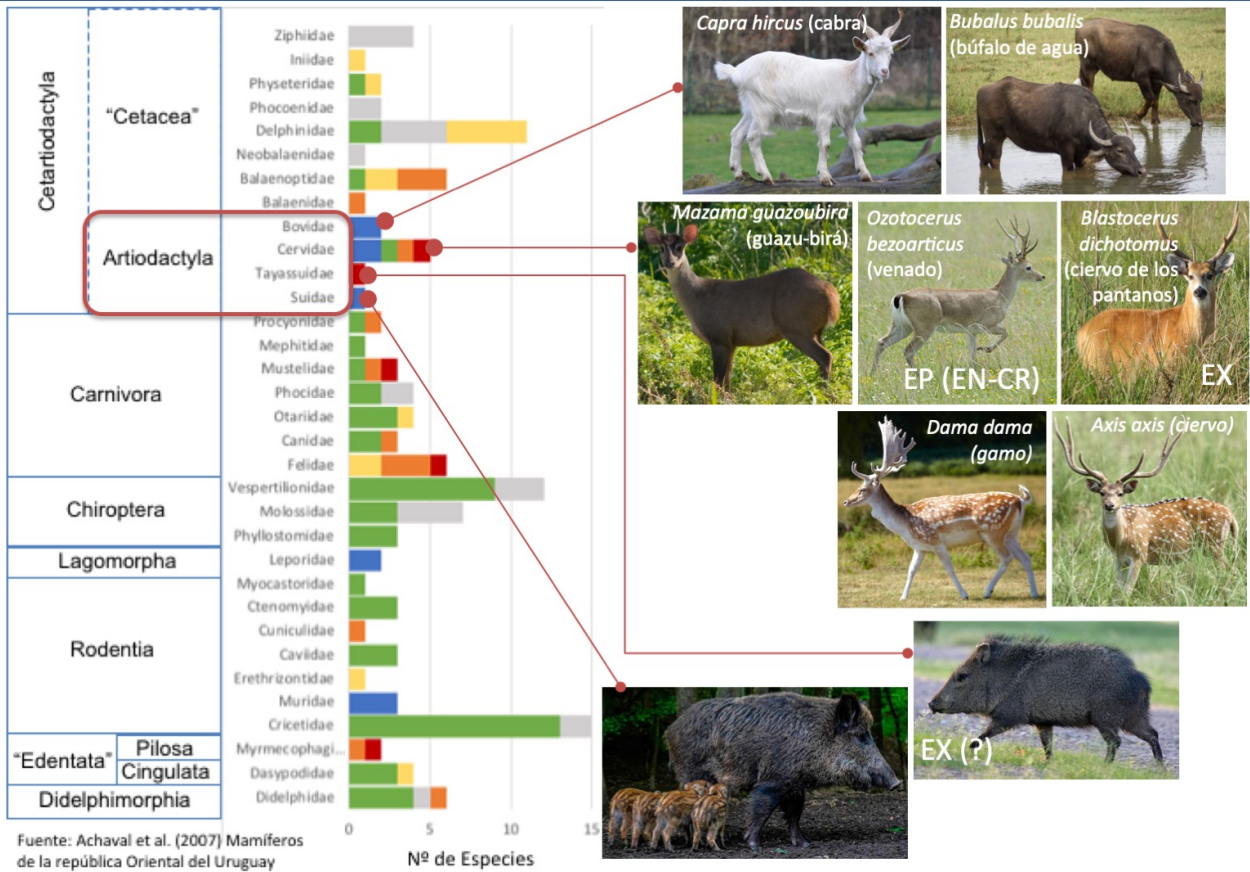 Cetartiodactyla
"Cetacea"
Artiodactyla
Carnivora
Chiroptera
Lagomorpha
Rodentia
"Edentata"
Pilosa
Cingulata
Didelphimorphia
Ziphiidae
Iniidae
Physeteridae
Phocoenidae
Delphinidae
Neobalaenidae
Balaenoptidae
Balaenidae
Bovidae
Cervidae
Tayassuidae
Suidae
Procyonidae
Mephitidae
Mustelidae
Phocidae
Otariidae
Canidae
Felidae
Vespertilionidae
Molossidae
Phyllostomidae
Leporidae
Myocastoridae
Ctenomyidae
Cuniculidae
Caviidae
Erethrizontidae
Muridae
Cricetidae
Myrmecophagi...
Dasypodidae
Didelphidae
0 5 10 15
Nº de Especies
Fuente: Achaval et al. (2007) Mamíferos
de la república Oriental del Uruguay
Capra hircus (cabra)
Bubalus bubalis
(búfalo de agua)
Mazama guazoubira
(guazu-birá)
Ozotocerus
bezoarticus
(venado)
EP (EN-CR)
Blastocerus
dichotomus
(ciervo de los
pantanos)
EX
Dama dama
(gamo)
Axis axis (ciervo)
EX (?)